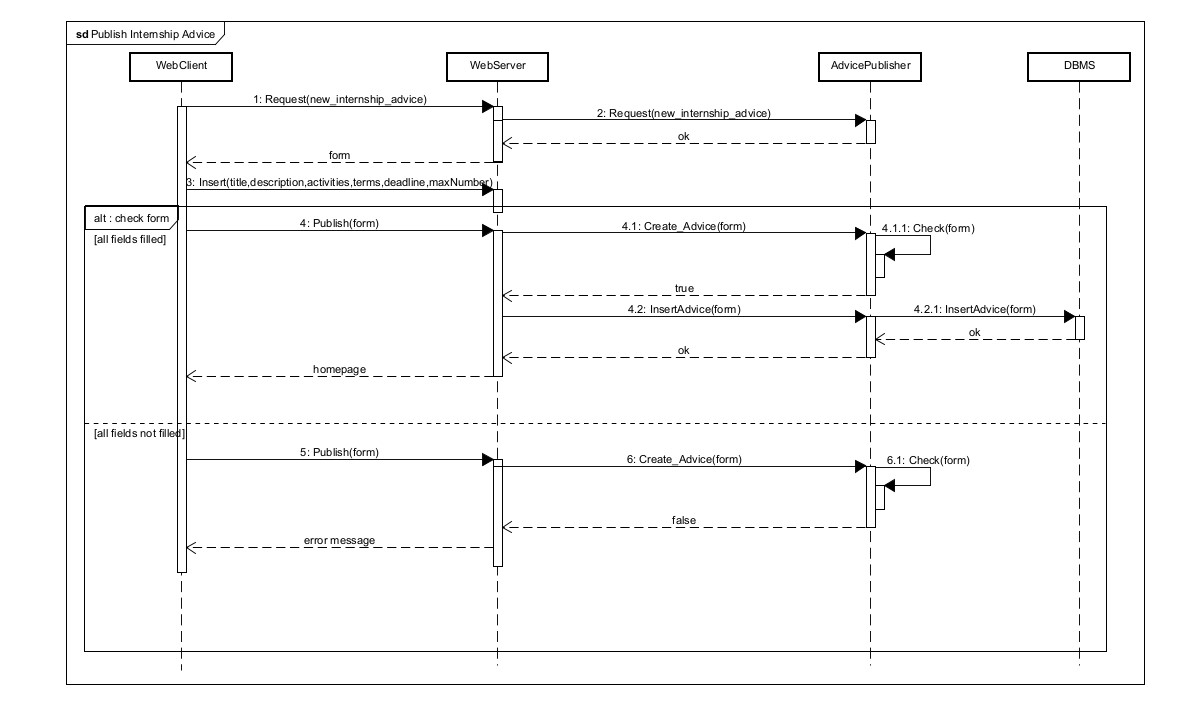 sd Publish Internship Advice
WebClient
WebServer
AdvicePublisher
DBMS
1: Request(new_internship_advice)
2: Request(new_internship_advice)
ok
form
3: Insert(title,description,activities,terms,deadline,maxNumber)
alt : check form
[all fields filled]
4: Publish(form)
4.1: Create_Advice(form)
4.1.1: Check(form)
true
4.2: InsertAdvice(form)
4.2.1: InsertAdvice(form)
ok
ok
homepage
[all fields not filled]
5: Publish(form)
6: Create_Advice(form)
6.1: Check(form)
false
error message